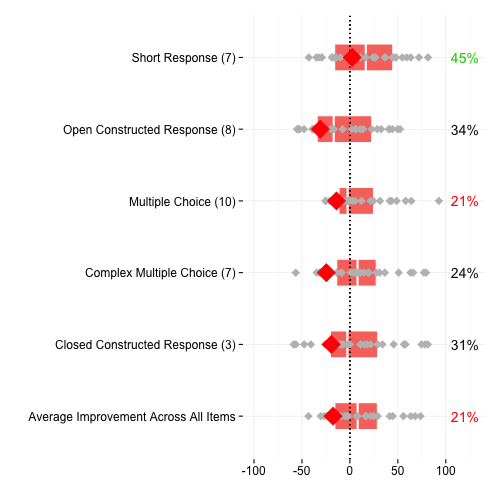 Short Response (7) 45%
Open Constructed Response (8) 34%
Multiple Choice (10) 21%
Complex Multiple Choice (7) 24%
Closed Constructed Response (3) 31%
Average Improvement Across All Items 21%
-100 -50 0 50 100